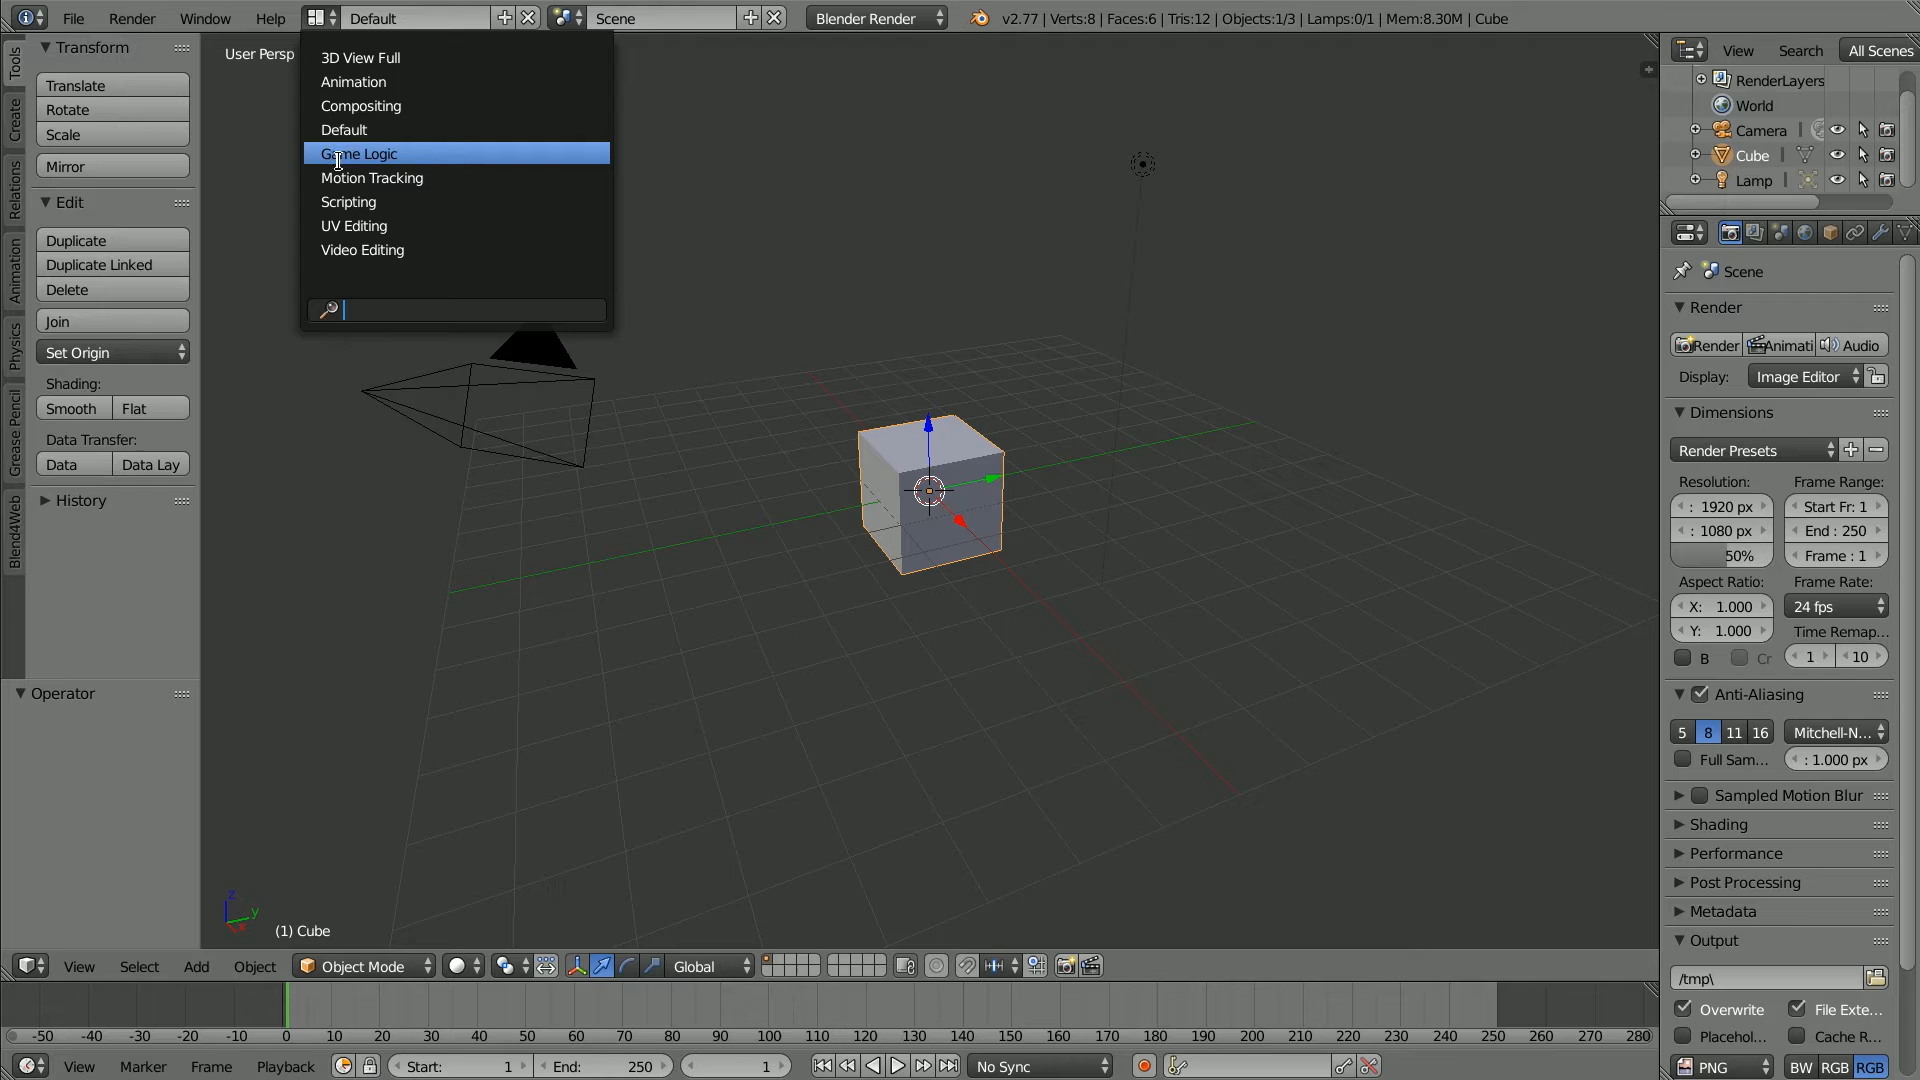 File Render Window Help Default Scene Blender Render v2.77 | Verts:8 | Faces:6 | Tris:12 | Objects:1/3 | Lamps:0/1 | Mem:8.30M | Cube
Tools
Create
Relations
Animation
Physics
Grease Pencil
Blend4Web
Transform
Translate
Rotate
Scale
Mirror
Edit
Duplicate
Duplicate Linked
Delete
Join
Set Origin
Shading:
Smooth Flat
Data Transfer:
Data Data Lay
History
Operator
User Persp
3D View Full
Animation
Compositing
Default
Game Logic
Motion Tracking
Scripting
UV Editing
Video Editing
z
y
x
(1) Cube
View Select Add Object Object Mode Global
-50 -40 -30 -20 -10 0 10 20 30 40 50 60 70 80 90 100 110 120 130 140 150 160 170 180 190 200 210 220 230 240 250 260 270 280
View Marker Frame Playback Start: 1 End: 250 1 No Sync
View Search All Scenes
RenderLayers
World
Camera
Cube
Lamp
Scene
Render
Render Animati Audio
Display: Image Editor
Dimensions
Render Presets
Resolution: Frame Range:
: 1920 px Start Fr: 1
: 1080 px End : 250
50% Frame : 1
Aspect Ratio: Frame Rate:
X: 1.000 24 fps
Y: 1.000 Time Remap...
B Cr 1 10
Anti-Aliasing
5 8 11 16 Mitchell-N...
Full Sam... : 1.000 px
Sampled Motion Blur
Shading
Performance
Post Processing
Metadata
Output
/tmp\
Overwrite File Exte...
Placehol... Cache R...
PNG BW RGB RGB